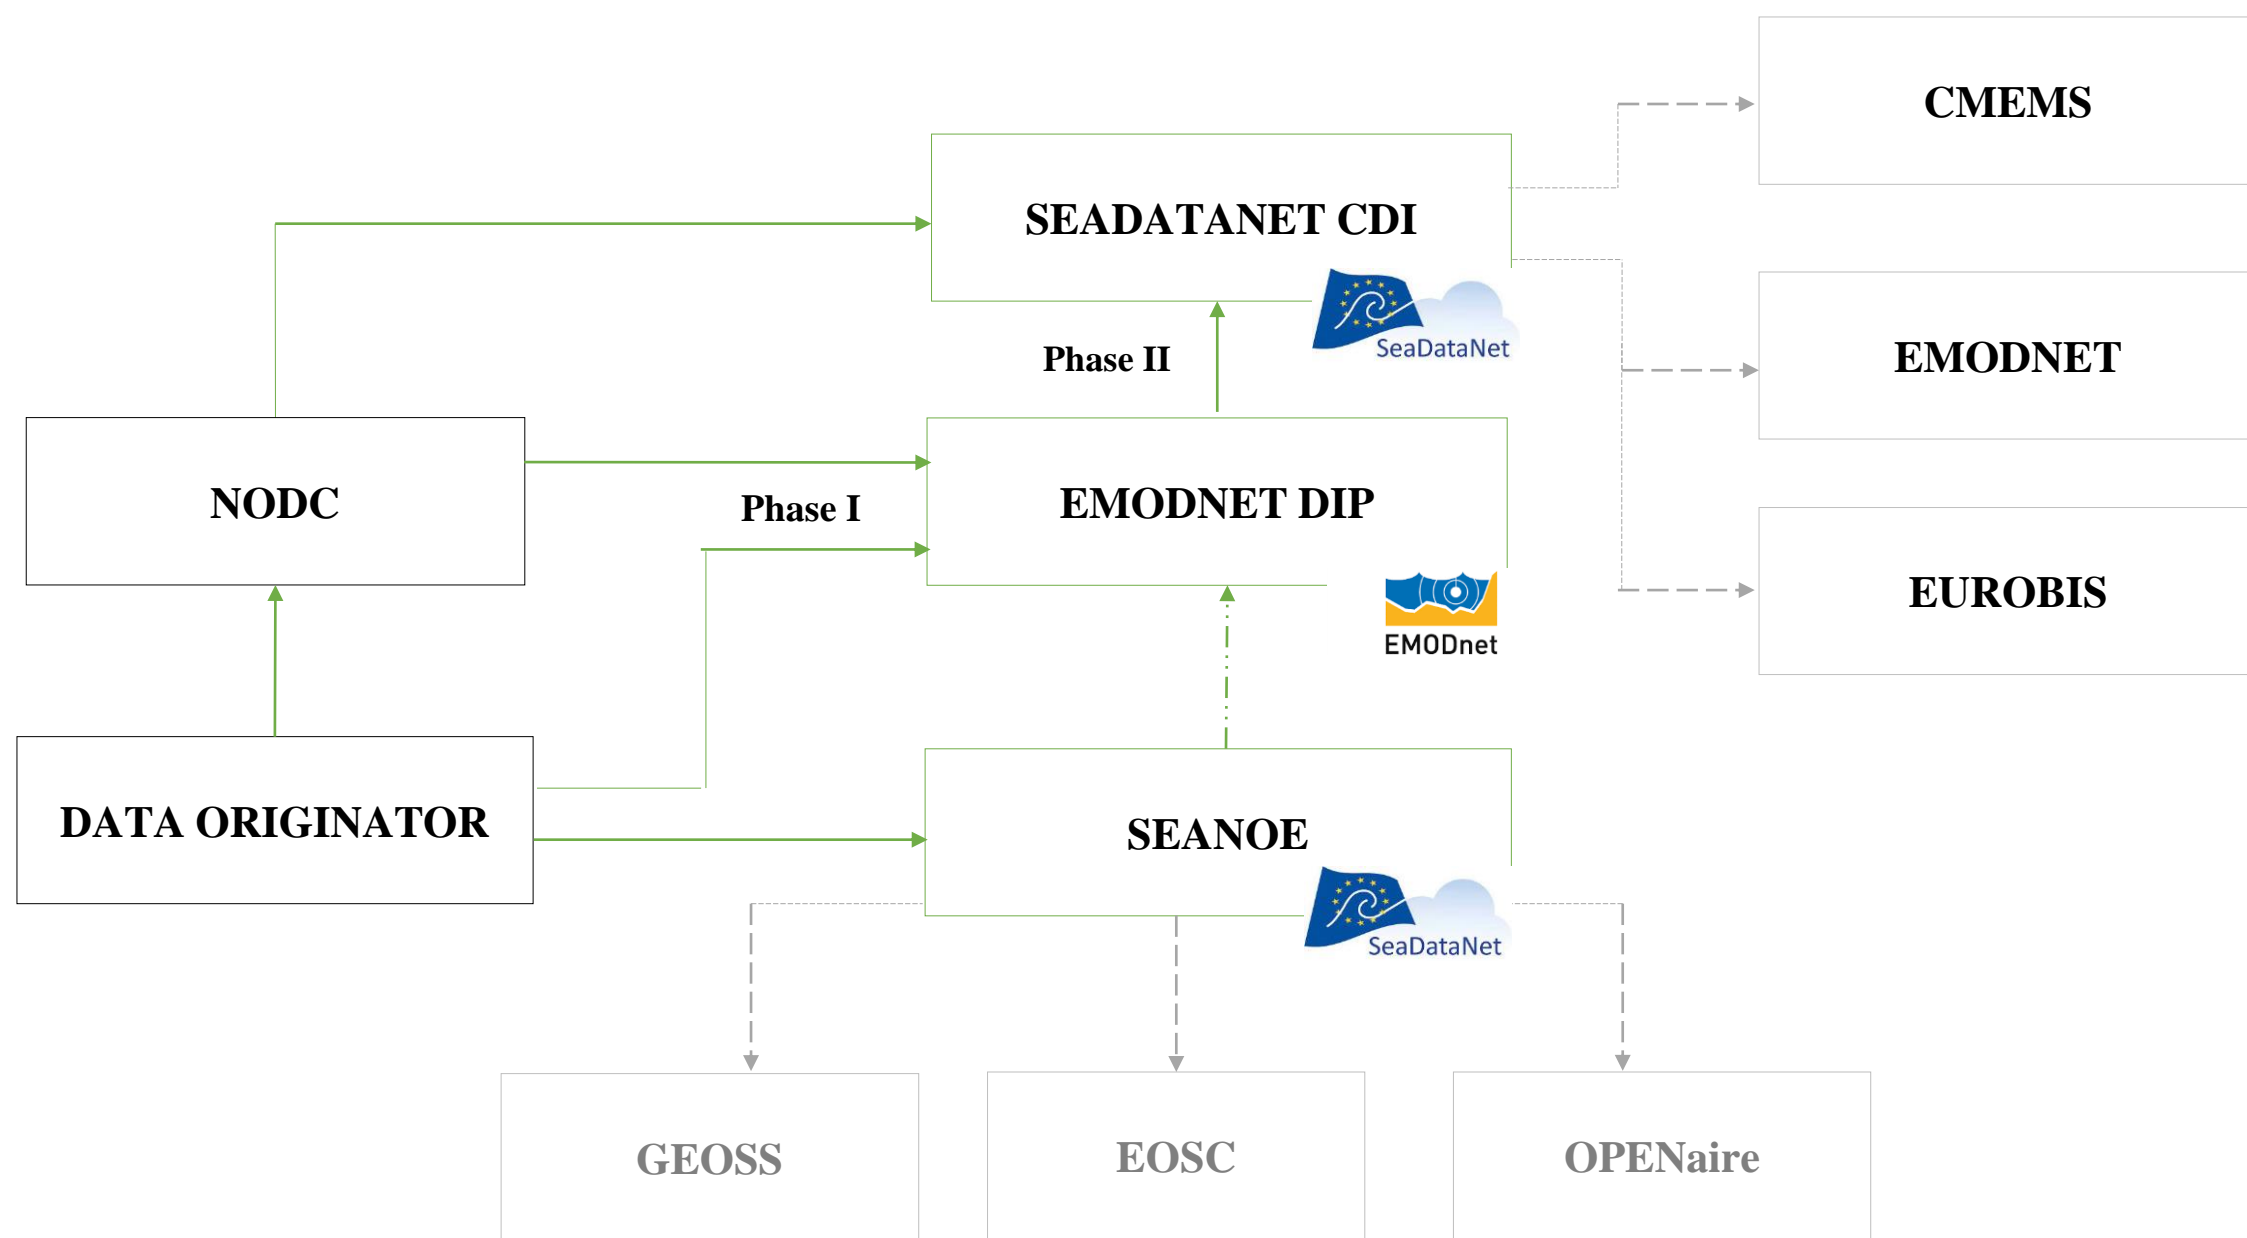 CMEMS
SEADATANET CDI
SeaDataNet
Phase II
EMODNET
NODC
Phase I
EMODNET DIP
EMODnet
EUROBIS
DATA ORIGINATOR
SEANOE
SeaDataNet
GEOSS
EOSC
OPENaire